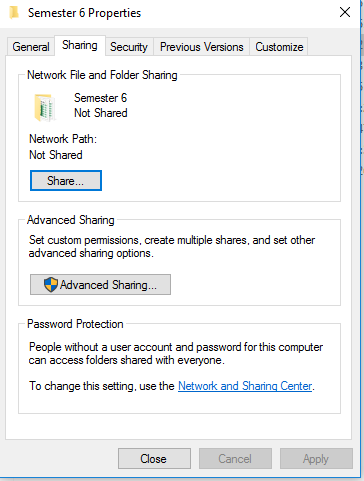 Semester 6 Properties
General
Sharing
Security
Previous Versions
Customize
Network File and Folder Sharing
Semester 6
Not Shared
Network Path:
Not Shared
Share...
Advanced Sharing
Set custom permissions, create multiple shares, and set other
advanced sharing options.
Advanced Sharing...
Password Protection
People without a user account and password for this computer
can access folders shared with everyone.
To change this setting, use the Network and Sharing Center.
Close
Cancel
Apply